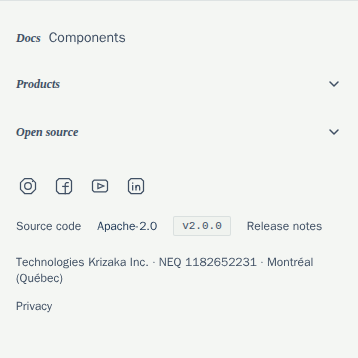 Docs Components
Products
Open source
Source code Apache-2.0 v2.0.0 Release notes
Technologies Krizaka Inc. · NEQ 1182652231 · Montréal
(Québec)
Privacy